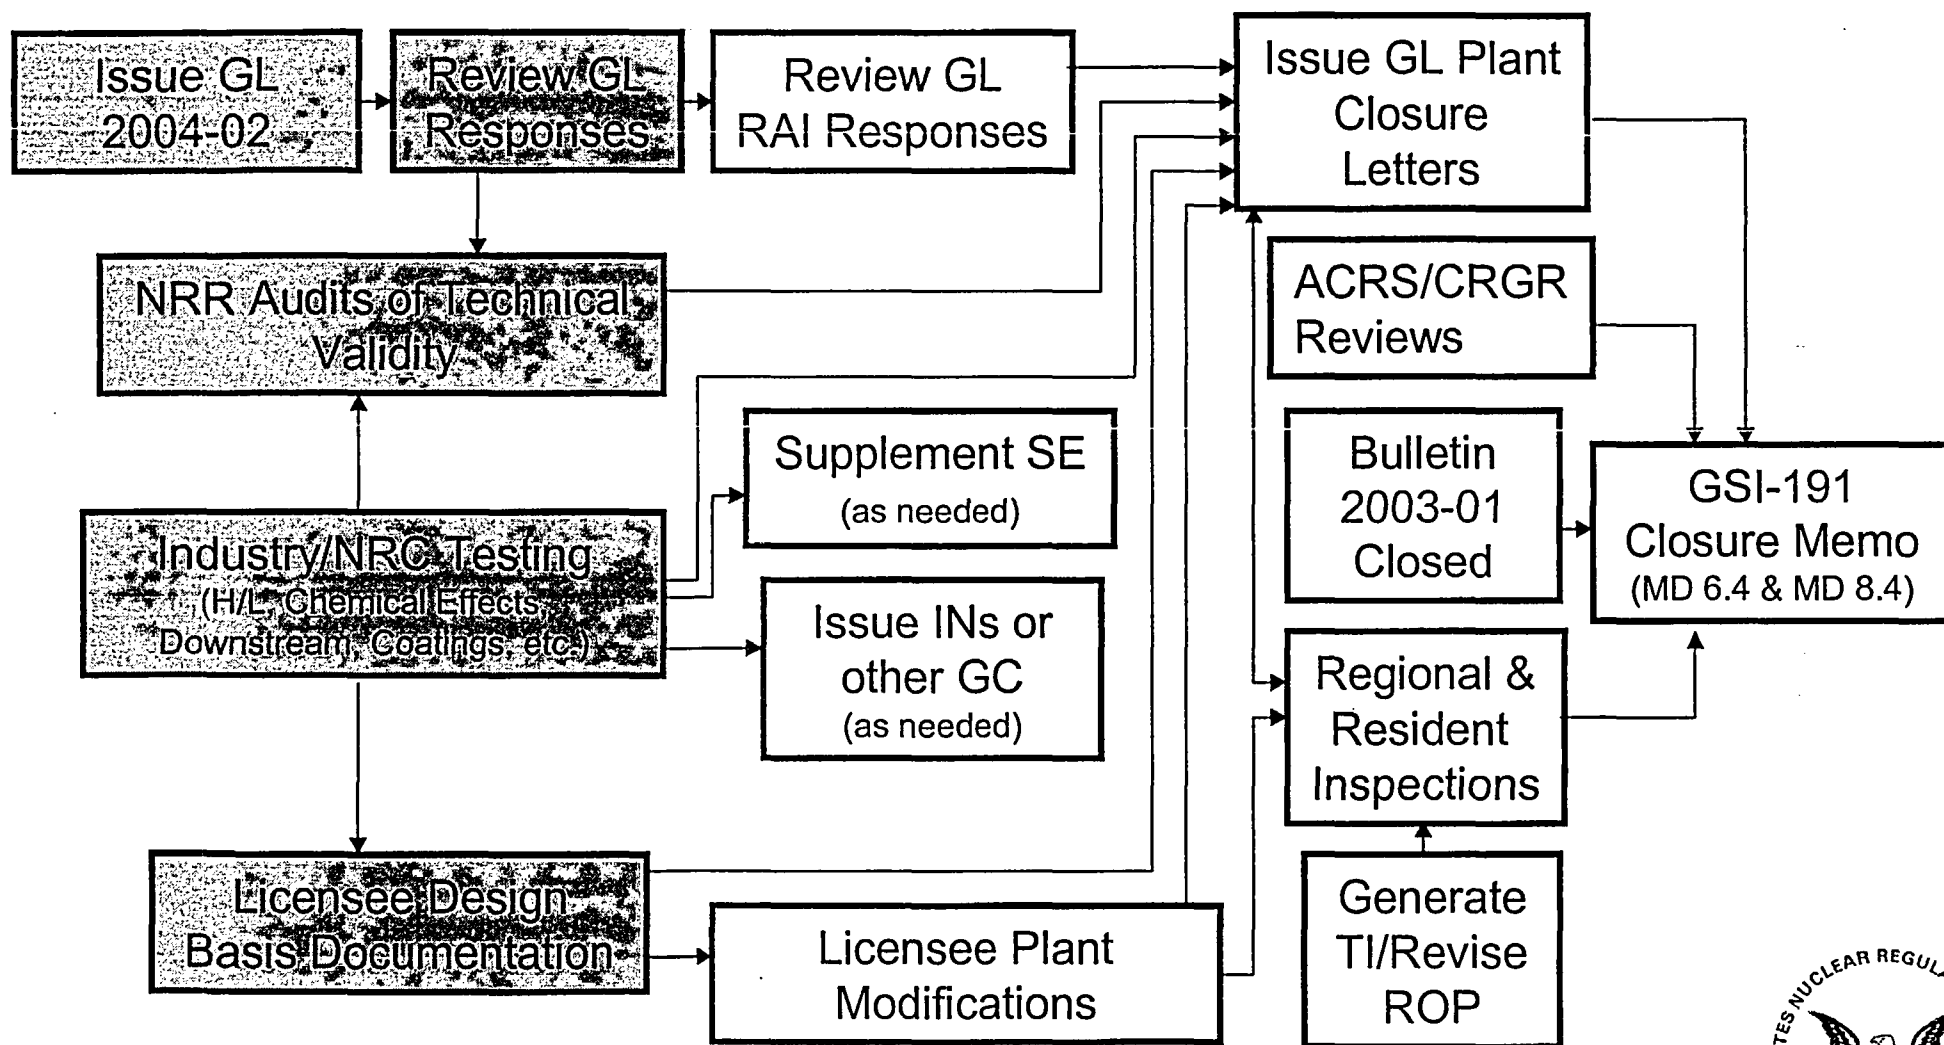 Issue GL
2004-02
Review GL
Responses
Review GL
RAI Responses
Issue GL Plant
Closure
Letters
NRR Audits of Technical
Validity
ACRS/CRGR
Reviews
Supplement SE
(as needed)
Bulletin
2003-01
Closed
GSI-191
Closure Memo
(MD 6.4 & MD 8.4)
Industry/NRC Testing
(H/L, Chemical Effects,
Downstream, Coatings, etc.)
Issue INs or
other GC
(as needed)
Regional &
Resident
Inspections
Licensee Design
Basis Documentation
Licensee Plant
Modifications
Generate
TI/Revise
ROP
NUCLEAR